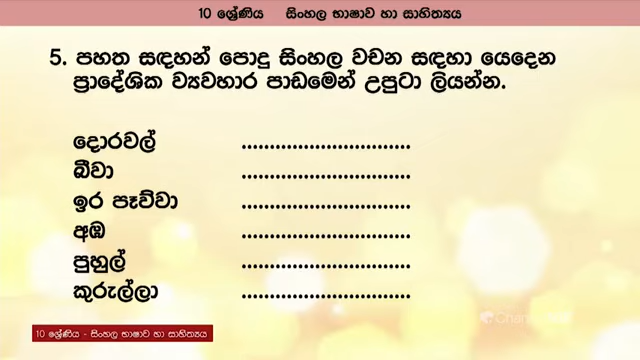 10 ශ්‍රේණිය සිංහල භාෂාව හා සාහිත්‍යය
5. පහත සඳහන් පොදු සිංහල වචන සඳහා යෙදෙන
ප්‍රාදේශික ව්‍යවහාර පාඩමෙන් උපුටා ලියන්න.
දොරවල් ...............................
බීවා ...............................
ඉර පෑව්වා ...............................
අඹ ...............................
පුහුල් ...............................
කුරුල්ලා ...............................
10 ශ්‍රේණිය - සිංහල භාෂාව හා සාහිත්‍යය